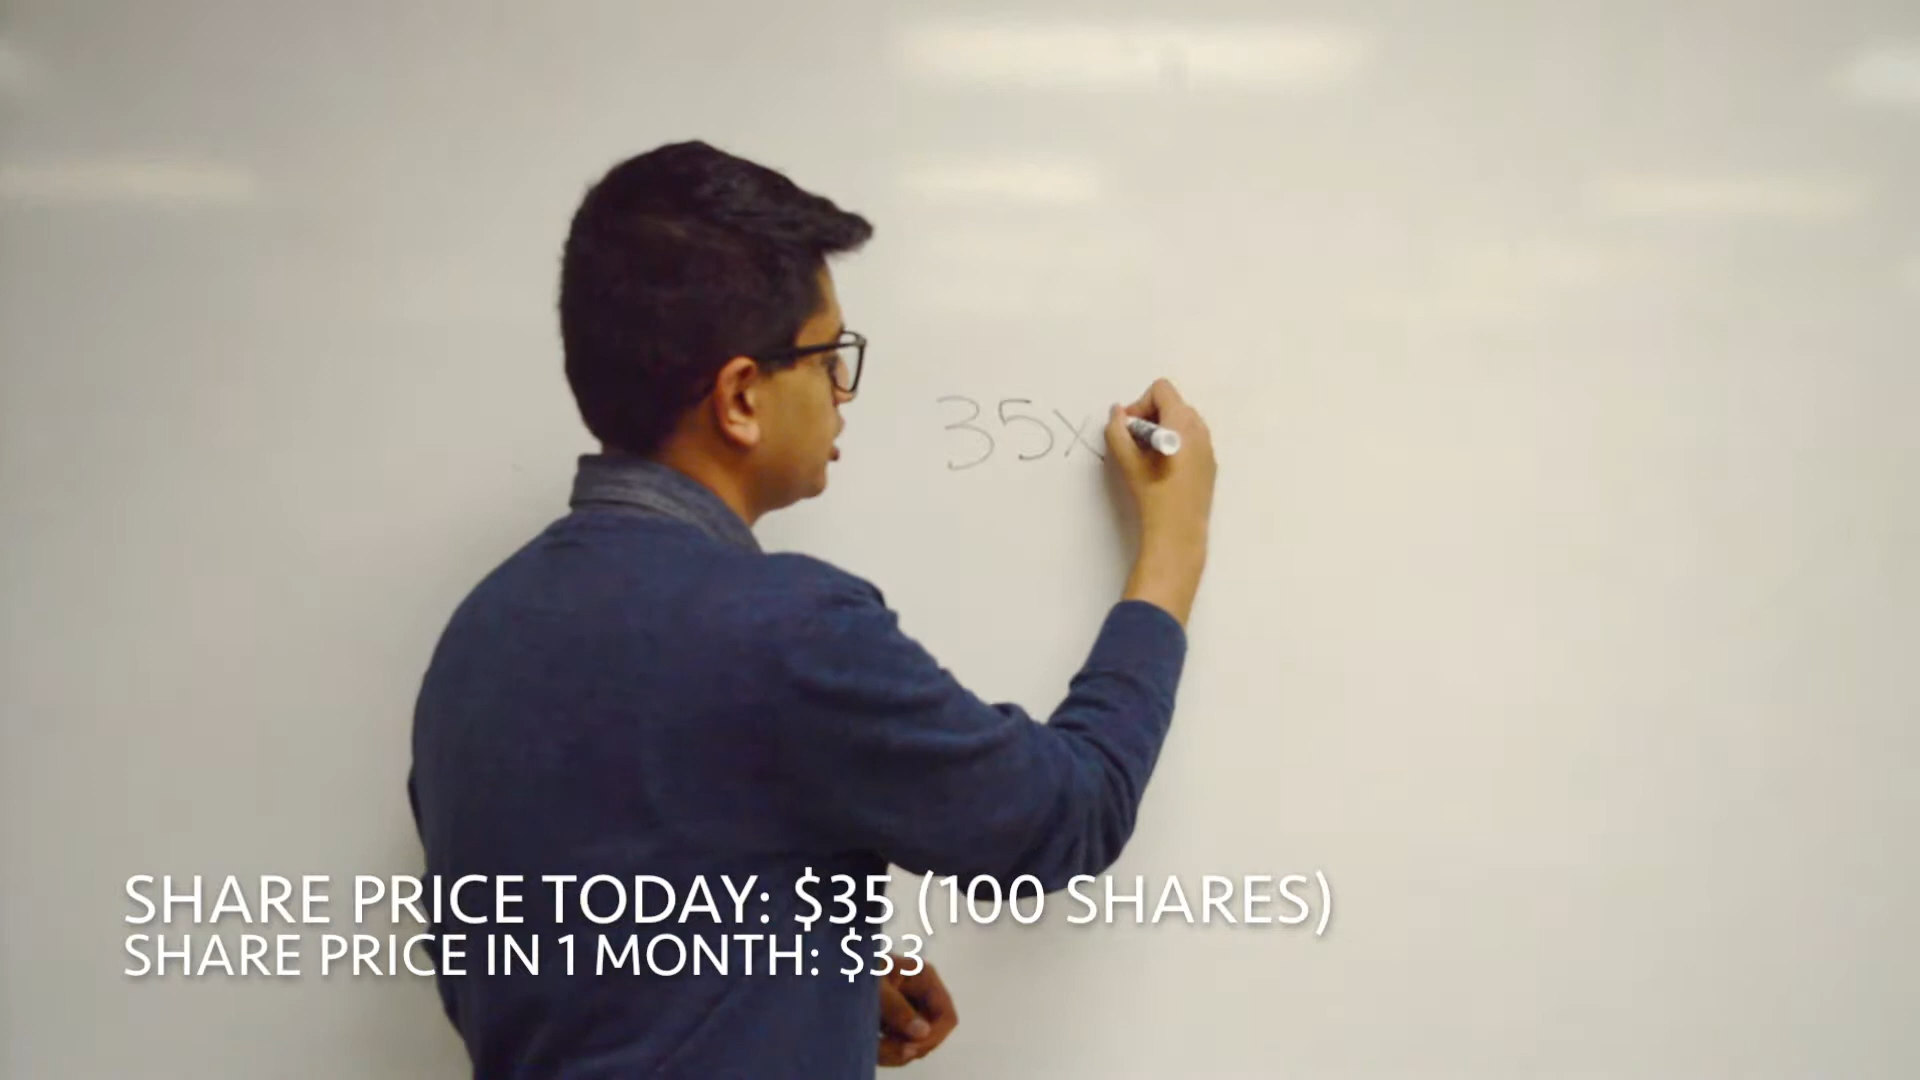 35x
SHARE PRICE TODAY: $35 (100 SHARES)
SHARE PRICE IN 1 MONTH: $33